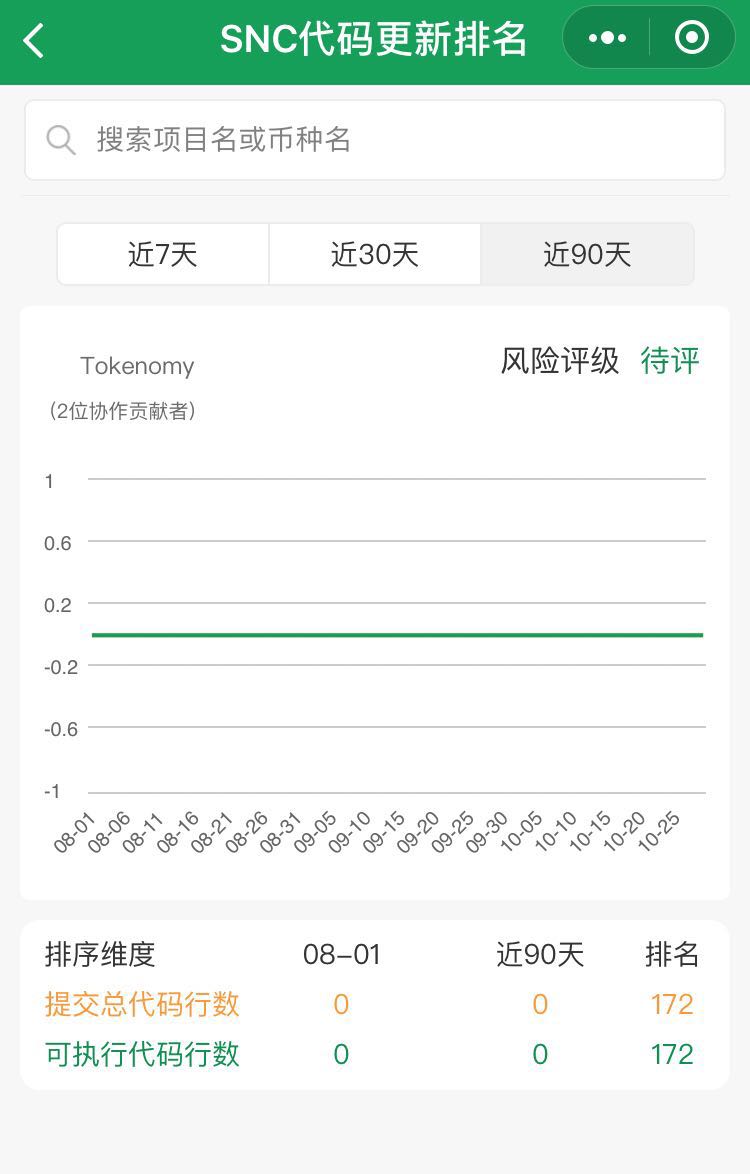 SNC代码更新排名
搜索项目名或币种名
近7天 近30天 近90天
Tokenomy 风险评级 待评
(2位协作贡献者)
1
0.6
0.2
-0.2
-0.6
-1
08-01 08-06 08-11 08-16 08-21 08-26 08-31 09-05 09-10 09-15 09-20 09-25 09-30 10-05 10-10 10-15 10-20 10-25
排序维度 08-01 近90天 排名
提交总代码行数 0 0 172
可执行代码行数 0 0 172